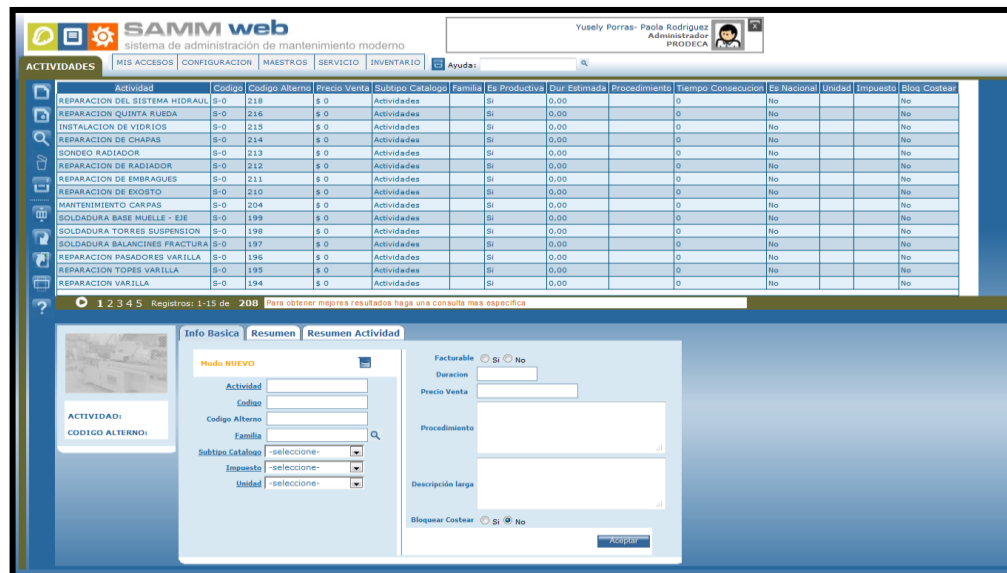 SAMM web
sistema de administración de mantenimiento moderno
Yusely Porras- Paola Rodriguez
Administrador
PRODECA
X
ACTIVIDADES MIS ACCESOS CONFIGURACION MAESTROS SERVICIO INVENTARIO Ayuda:
Actividad Codigo Codigo Alterno Precio Venta Subtipo Catalogo Familia Es Productiva Dur Estimada Procedimiento Tiempo Consecucion Es Nacional Unidad Impuesto Bloq Costear
REPARACION DEL SISTEMA HIDRAUL S-0 218 $ 0 Actividades Si 0,00 0 No No
REPARACION QUINTA RUEDA S-0 216 $ 0 Actividades Si 0,00 0 No No
INSTALACION DE VIDRIOS S-0 215 $ 0 Actividades Si 0,00 0 No No
REPARACION DE CHAPAS S-0 214 $ 0 Actividades Si 0,00 0 No No
SONDEO RADIADOR S-0 213 $ 0 Actividades Si 0,00 0 No No
REPARACION DE RADIADOR S-0 212 $ 0 Actividades Si 0,00 0 No No
REPARACION DE EMBRAGUES S-0 211 $ 0 Actividades Si 0,00 0 No No
REPARACION DE EXOSTO S-0 210 $ 0 Actividades Si 0,00 0 No No
MANTENIMIENTO CARPAS S-0 204 $ 0 Actividades Si 0,00 0 No No
SOLDADURA BASE MUELLE - EJE S-0 199 $ 0 Actividades Si 0,00 0 No No
SOLDADURA TORRES SUSPENSION S-0 198 $ 0 Actividades Si 0,00 0 No No
SOLDADURA BALANCINES FRACTURA S-0 197 $ 0 Actividades Si 0,00 0 No No
REPARACION PASADORES VARILLA S-0 196 $ 0 Actividades Si 0,00 0 No No
REPARACION TOPES VARILLA S-0 195 $ 0 Actividades Si 0,00 0 No No
REPARACION VARILLA S-0 194 $ 0 Actividades Si 0,00 0 No No
?
1 2 3 4 5 Registros: 1-15 de 208 Para obtener mejores resultados haga una consulta mas especifica
Info Basica Resumen Resumen Actividad
Modo NUEVO
Actividad
Codigo
Codigo Alterno
Familia
Subtipo Catalogo -seleccione-
Impuesto -seleccione-
Unidad -seleccione-
ACTIVIDAD:
CODIGO ALTERNO:
Facturable Si No
Duracion
Precio Venta
Procedimiento
Descripción larga
Bloquear Costear Si No
Aceptar